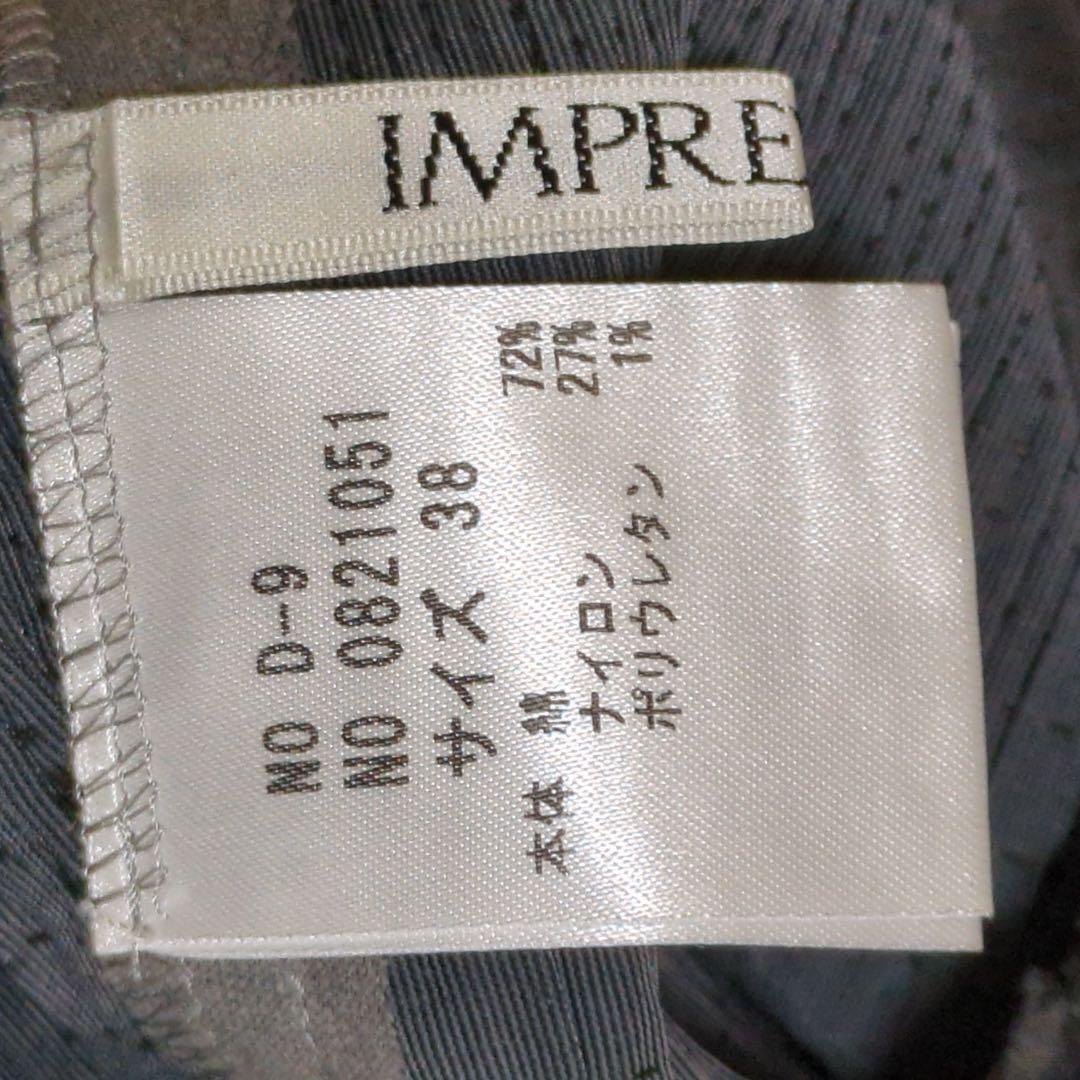 IMPRE
NO D-9
NO 0821051
サイズ 38
本体 綿 72%
ナイロン 27%
ポリウレタン 1%